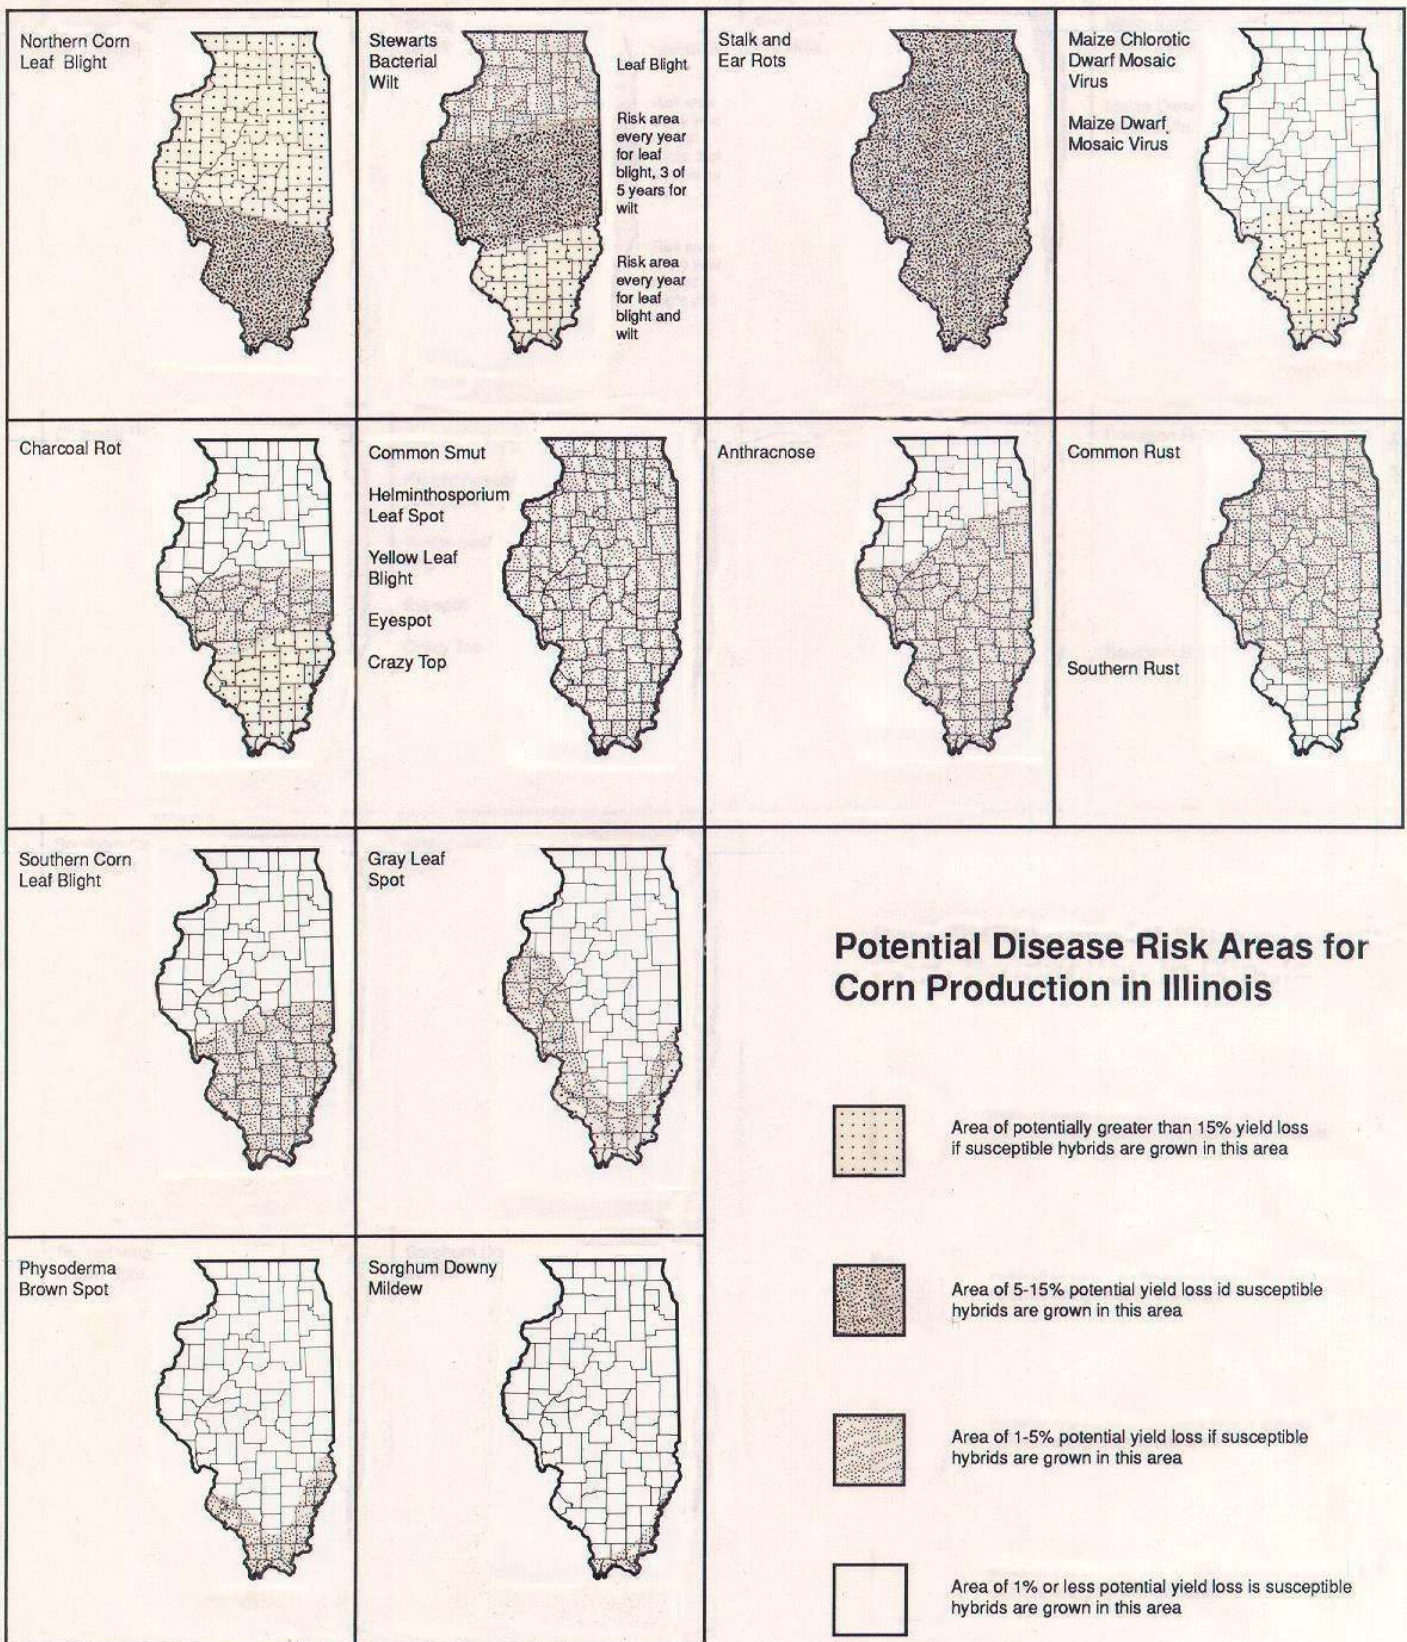 Northern Corn
Leaf Blight
Stewarts
Bacterial
Wilt
Leaf Blight
Risk area
every year
for leaf
blight, 3 of
5 years for
wilt
Risk area
every year
for leaf
blight and
wilt
Stalk and
Ear Rots
Maize Chlorotic
Dwarf Mosaic
Virus
Maize Dwarf
Mosaic Virus
Charcoal Rot
Common Smut
Helminthosporium
Leaf Spot
Yellow Leaf
Blight
Eyespot
Crazy Top
Anthracnose
Common Rust
Southern Rust
Southern Corn
Leaf Blight
Gray Leaf
Spot
Physoderma
Brown Spot
Sorghum Downy
Mildew
Potential Disease Risk Areas for
Corn Production in Illinois
Area of potentially greater than 15% yield loss
if susceptible hybrids are grown in this area
Area of 5-15% potential yield loss id susceptible
hybrids are grown in this area
Area of 1-5% potential yield loss if susceptible
hybrids are grown in this area
Area of 1% or less potential yield loss is susceptible
hybrids are grown in this area